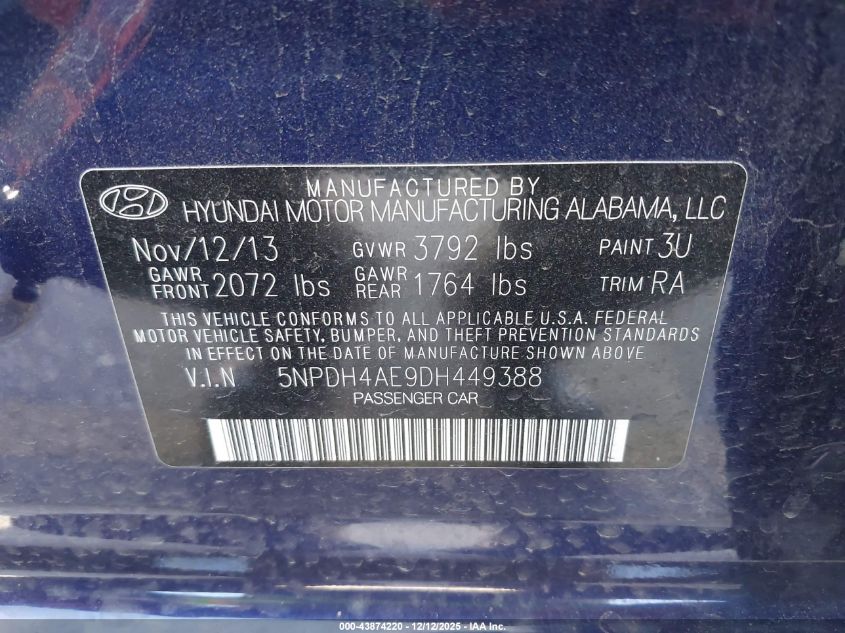 MANUFACTURED BY
HYUNDAI MOTOR MANUFACTURING ALABAMA, LLC
Nov/12/13 GVWR 3792 lbs PAINT 3U
GAWR FRONT 2072 lbs GAWR REAR 1764 lbs TRIM RA
THIS VEHICLE CONFORMS TO ALL APPLICABLE U.S.A. FEDERAL
MOTOR VEHICLE SAFETY, BUMPER, AND THEFT PREVENTION STANDARDS
IN EFFECT ON THE DATE OF MANUFACTURE SHOWN ABOVE
V.I.N 5NPDH4AE9DH449388
PASSENGER CAR
000-43874220 - 12/12/2025 - IAA Inc.